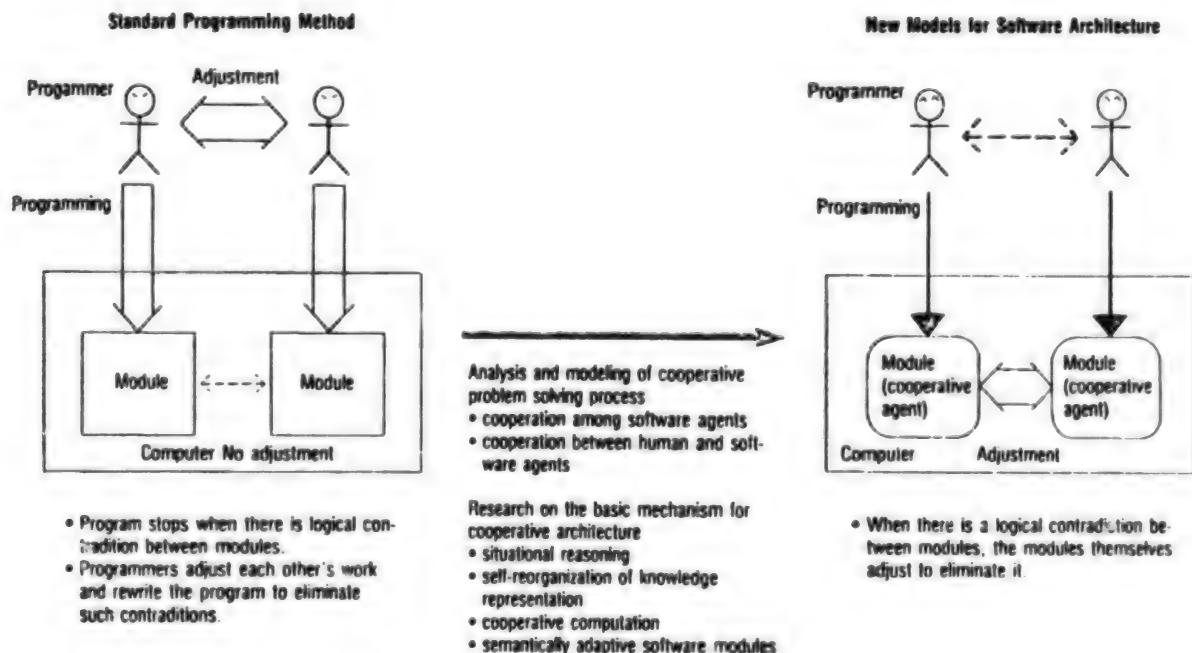 Standard Programming Method
Progammer
Adjustment
Programming
Module
Module
Computer No adjustment
• Program stops when there is logical con-
tradition between modules.
• Programmers adjust each other's work
and rewrite the program to eliminate
such contraditions.
Analysis and modeling of cooperative
problem solving process
• cooperation among software agents
• cooperation between human and soft-
ware agents
Research on the basic mechanism for
cooperative architecture
• situational reasoning
• self-reorganization of knowledge
representation
• cooperative computation
• semantically adaptive software modules
New Models for Software Architecture
Programmer
Programming
Module
(cooperative
agent)
Module
(cooperative
agent)
Computer
Adjustment
• When there is a logical contradiction be-
tween modules, the modules themselves
adjust to eliminate it.